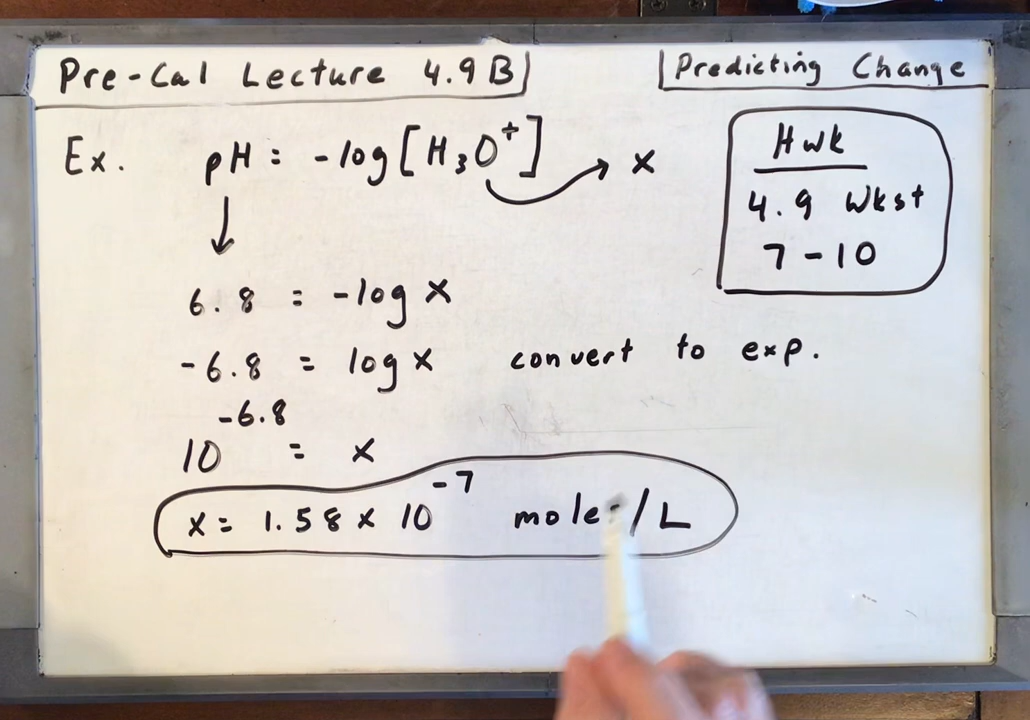 Pre-Cal Lecture 4.9B
Predicting Change
Ex. pH = -log[H₃O⁺] → x
Hwk
4.9 Wkst
7-10
6.8 = -log x
-6.8 = log x convert to exp.
10^-6.8 = x
x = 1.58 x 10^-7 moles/L